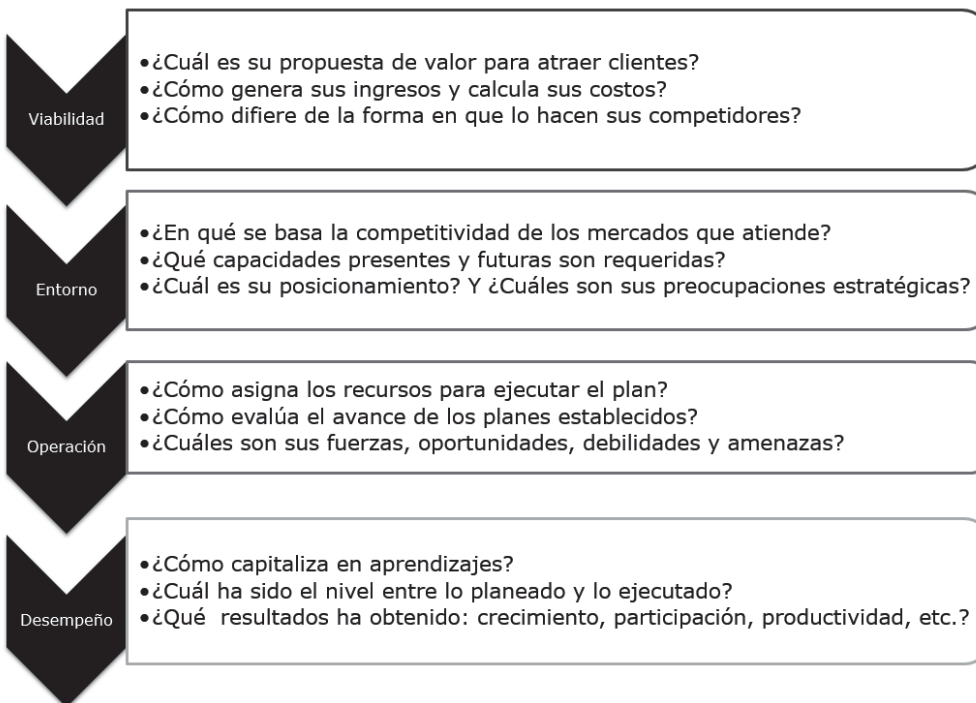 Viabilidad
•¿Cuál es su propuesta de valor para atraer clientes?
•¿Cómo genera sus ingresos y calcula sus costos?
•¿Cómo difiere de la forma en que lo hacen sus competidores?
Entorno
•¿En qué se basa la competitividad de los mercados que atiende?
•¿Qué capacidades presentes y futuras son requeridas?
•¿Cuál es su posicionamiento? Y ¿Cuáles son sus preocupaciones estratégicas?
Operación
•¿Cómo asigna los recursos para ejecutar el plan?
•¿Cómo evalúa el avance de los planes establecidos?
•¿Cuáles son sus fuerzas, oportunidades, debilidades y amenazas?
Desempeño
•¿Cómo capitaliza en aprendizajes?
•¿Cuál ha sido el nivel entre lo planeado y lo ejecutado?
•¿Qué resultados ha obtenido: crecimiento, participación, productividad, etc.?